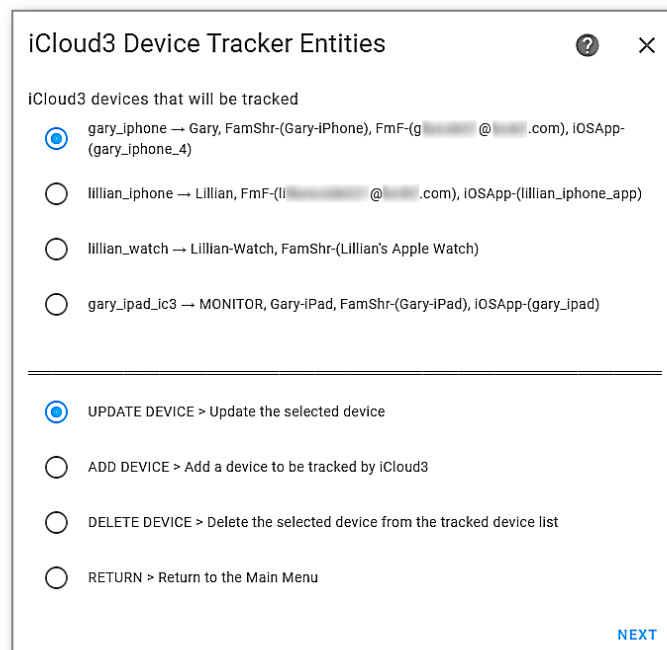 iCloud3 Device Tracker Entities
iCloud3 devices that will be tracked
gary_iphone → Gary, FamShr-(Gary-iPhone), FmF-(g @ .com), iOSApp-
(gary_iphone_4)
lillian_iphone → Lillian, FmF-(li @ .com), iOSApp-(lillian_iphone_app)
lillian_watch → Lillian-Watch, FamShr-(Lillian's Apple Watch)
gary_ipad_ic3 → MONITOR, Gary-iPad, FamShr-(Gary-iPad), iOSApp-(gary_ipad)
UPDATE DEVICE > Update the selected device
ADD DEVICE > Add a device to be tracked by iCloud3
DELETE DEVICE > Delete the selected device from the tracked device list
RETURN > Return to the Main Menu
NEXT